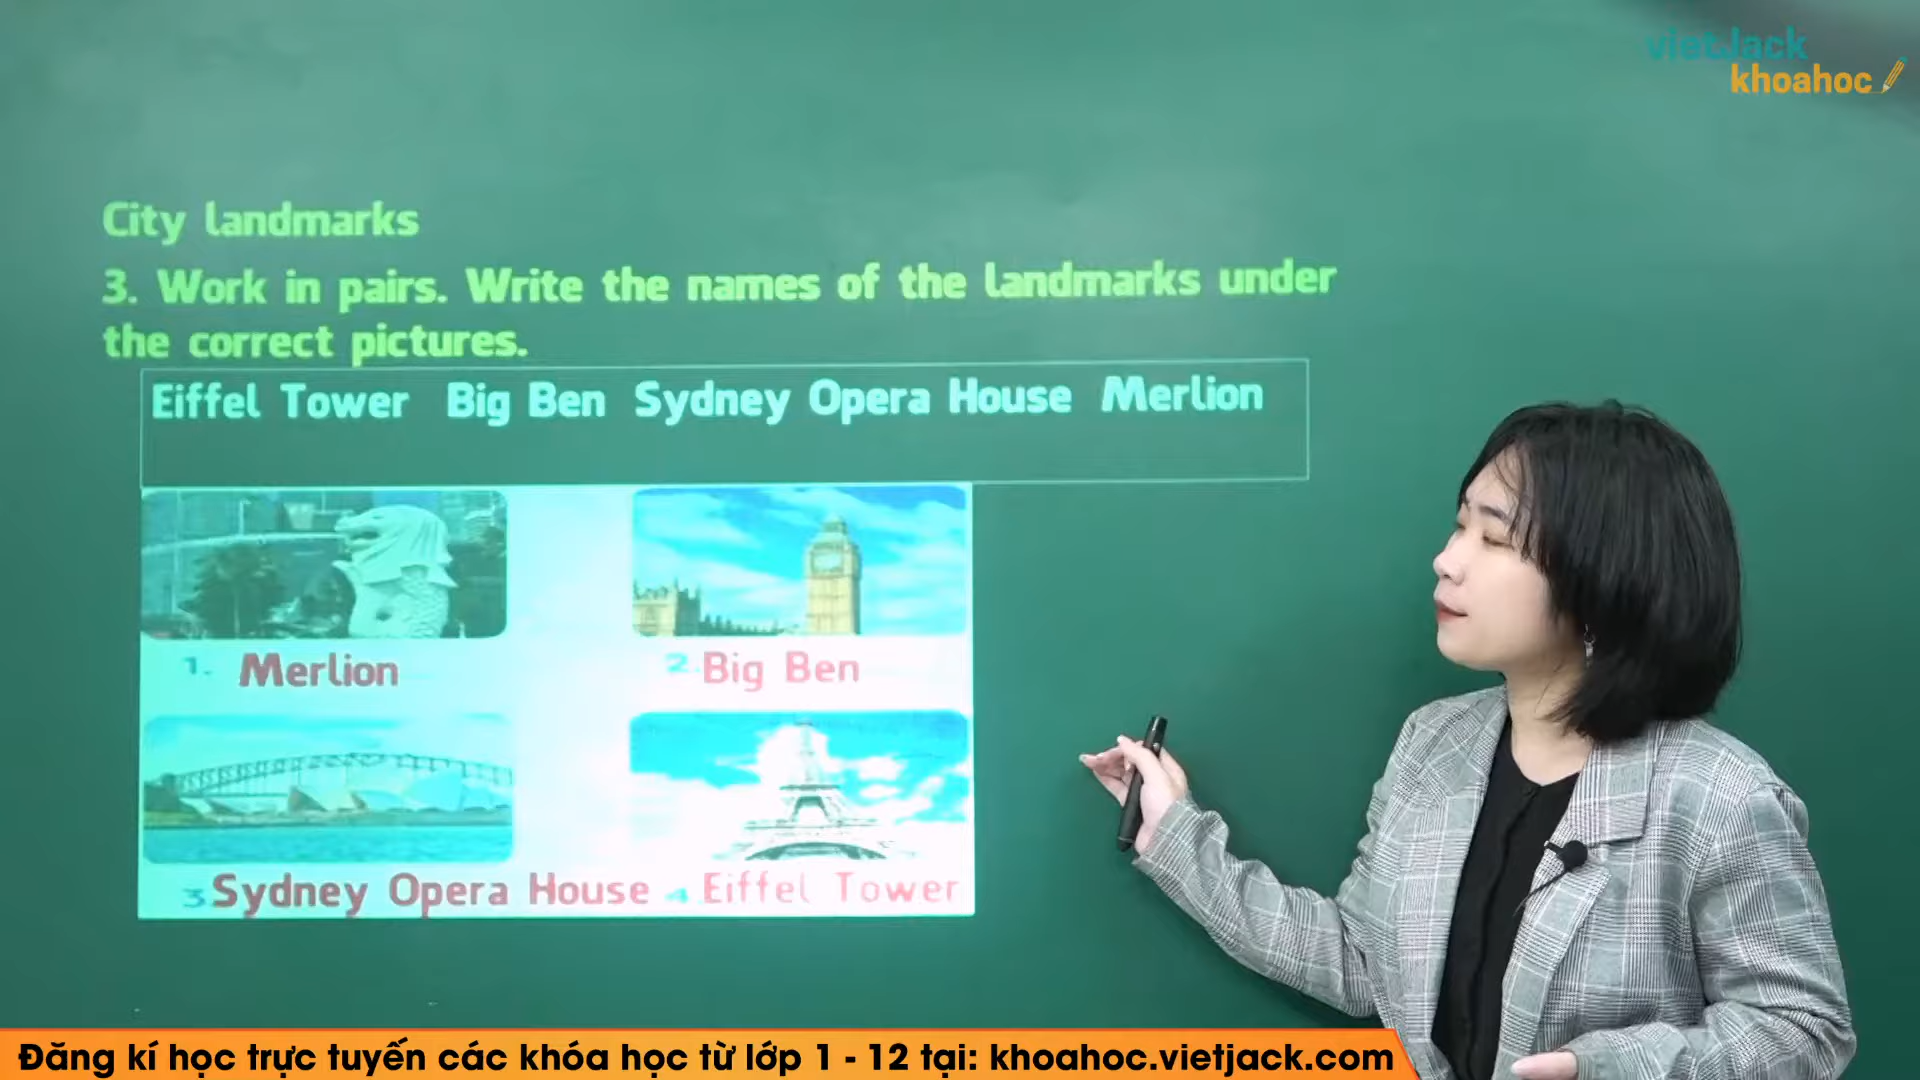 vietJack
khoahoc
City landmarks
3. Work in pairs. Write the names of the landmarks under
the correct pictures.
Eiffel Tower Big Ben Sydney Opera House Merlion
1. Merlion
2. Big Ben
3. Sydney Opera House
4. Eiffel Tower
Đăng kí học trực tuyến các khóa học từ lớp 1 - 12 tại: khoahoc.vietjack.com